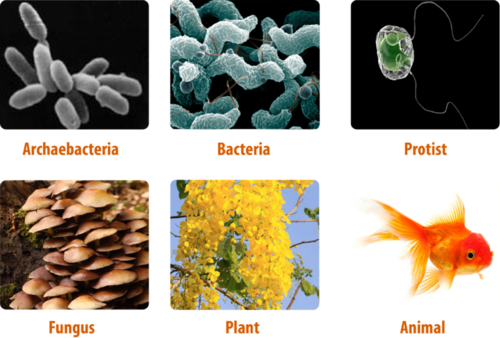 Archaebacteria
Bacteria
Protist
Fungus
Plant
Animal